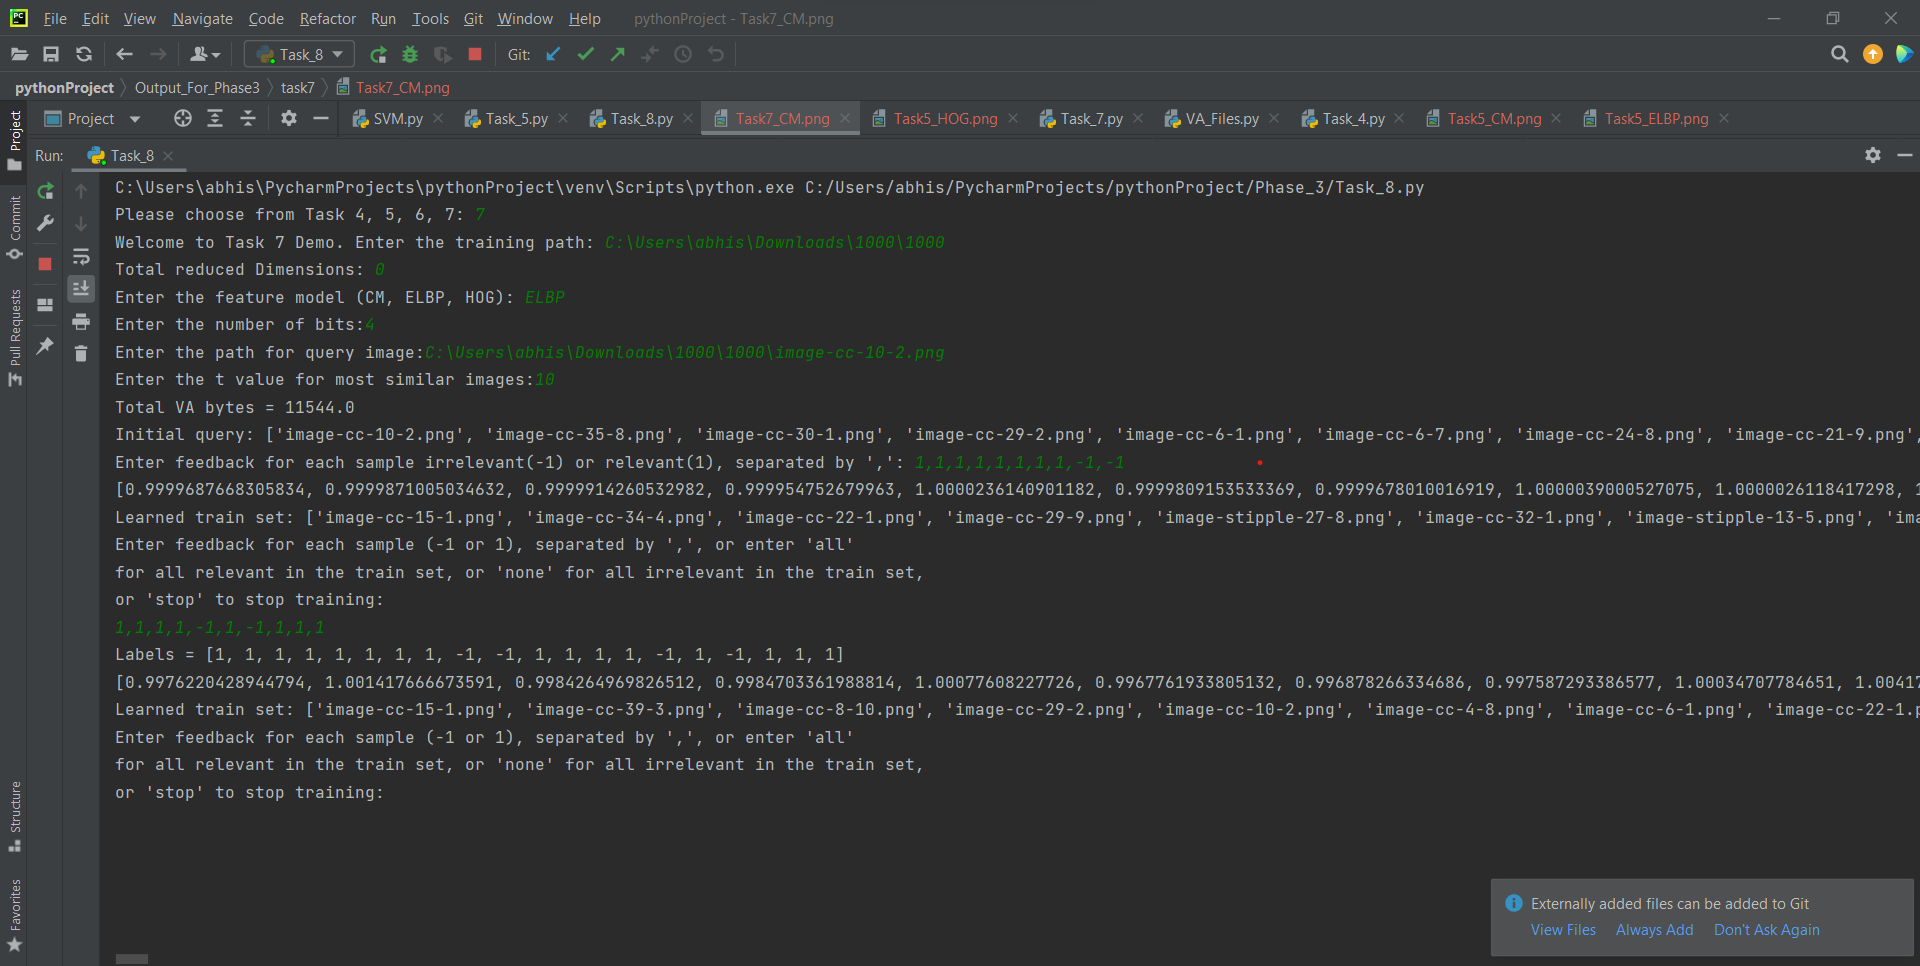 PC File Edit View Navigate Code Refactor Run Tools Git Window Help pythonProject - Task7_CM.png
Task_8 Git:
pythonProject Output_For_Phase3 task7 Task7_CM.png
Project SVM.py Task_5.py Task_8.py Task7_CM.png Task5_HOG.png Task_7.py VA_Files.py Task_4.py Task5_CM.png Task5_ELBP.png
Project
Commit
Pull Requests
Structure
Favorites
Run: Task_8
C:\Users\abhis\PycharmProjects\pythonProject\venv\Scripts\python.exe C:/Users/abhis/PycharmProjects/pythonProject/Phase_3/Task_8.py
Please choose from Task 4, 5, 6, 7: 7
Welcome to Task 7 Demo. Enter the training path: C:\Users\abhis\Downloads\1000\1000
Total reduced Dimensions: 0
Enter the feature model (CM, ELBP, HOG): ELBP
Enter the number of bits:4
Enter the path for query image:C:\Users\abhis\Downloads\1000\1000\image-cc-10-2.png
Enter the t value for most similar images:10
Total VA bytes = 11544.0
Initial query: ['image-cc-10-2.png', 'image-cc-35-8.png', 'image-cc-30-1.png', 'image-cc-29-2.png', 'image-cc-6-1.png', 'image-cc-6-7.png', 'image-cc-24-8.png', 'image-cc-21-9.png',
Enter feedback for each sample irrelevant(-1) or relevant(1), separated by ',': 1,1,1,1,1,1,1,1,-1,-1
[0.9999687668305834, 0.9999871005034632, 0.9999914260532982, 0.999954752679963, 1.0000236140901182, 0.9999809153533369, 0.9999678010016919, 1.0000039000527075, 1.0000026118417298, 1
Learned train set: ['image-cc-15-1.png', 'image-cc-34-4.png', 'image-cc-22-1.png', 'image-cc-29-9.png', 'image-stipple-27-8.png', 'image-cc-32-1.png', 'image-stipple-13-5.png', 'ima
Enter feedback for each sample (-1 or 1), separated by ',', or enter 'all'
for all relevant in the train set, or 'none' for all irrelevant in the train set,
or 'stop' to stop training:
1,1,1,1,-1,1,-1,1,1,1
Labels = [1, 1, 1, 1, 1, 1, 1, 1, -1, -1, 1, 1, 1, 1, -1, 1, -1, 1, 1, 1]
[0.9976220428944794, 1.001417666673591, 0.9984264969826512, 0.9984703361988814, 1.00077608227726, 0.9967761933805132, 0.996878266334686, 0.997587293386577, 1.00034707784651, 1.00417
Learned train set: ['image-cc-15-1.png', 'image-cc-39-3.png', 'image-cc-8-10.png', 'image-cc-29-2.png', 'image-cc-10-2.png', 'image-cc-4-8.png', 'image-cc-6-1.png', 'image-cc-22-1.p
Enter feedback for each sample (-1 or 1), separated by ',', or enter 'all'
for all relevant in the train set, or 'none' for all irrelevant in the train set,
or 'stop' to stop training:
Externally added files can be added to Git
View Files Always Add Don't Ask Again